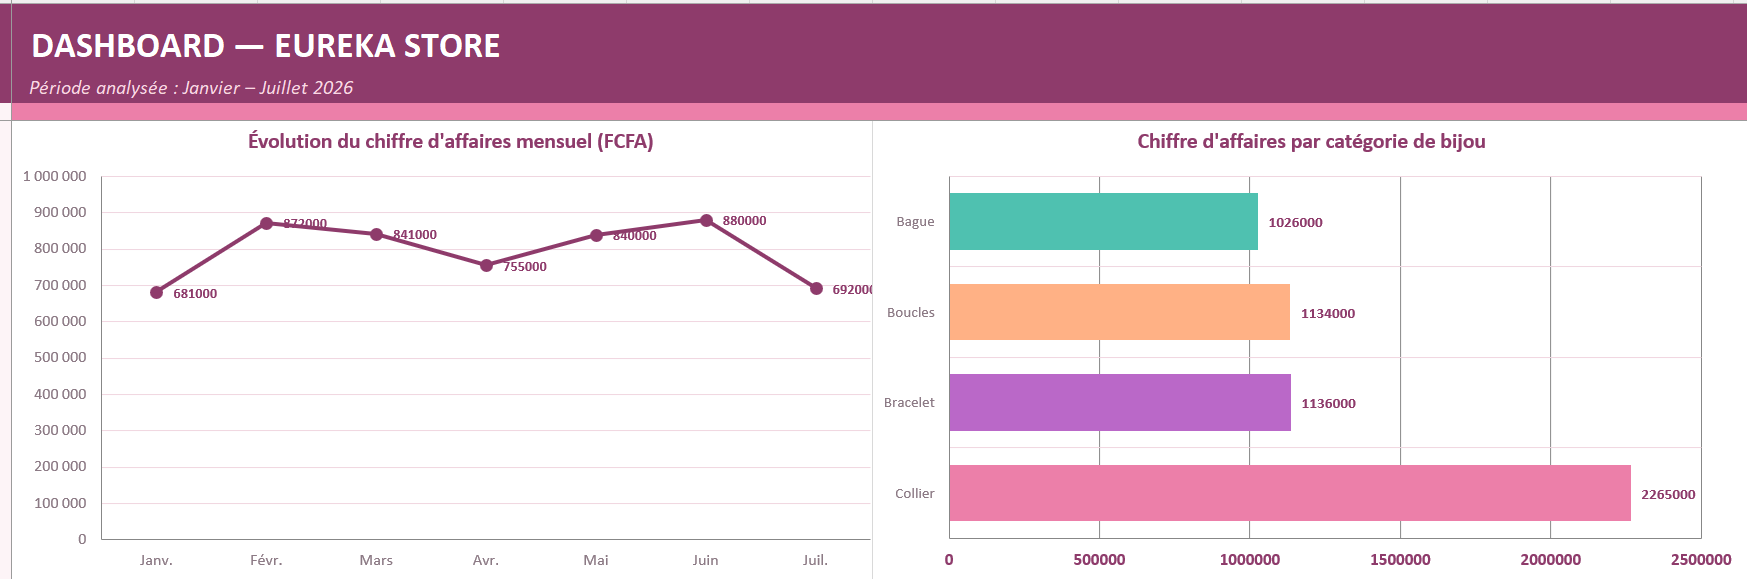 DASHBOARD — EUREKA STORE
Période analysée : Janvier – Juillet 2026
Évolution du chiffre d'affaires mensuel (FCFA)
1 000 000
900 000
800 000
700 000
600 000
500 000
400 000
300 000
200 000
100 000
0
681000
872000
841000
755000
840000
880000
692000
Janv.
Févr.
Mars
Avr.
Mai
Juin
Juil.
Chiffre d'affaires par catégorie de bijou
Bague
1026000
Boucles
1134000
Bracelet
1136000
Collier
2265000
0
500000
1000000
1500000
2000000
2500000